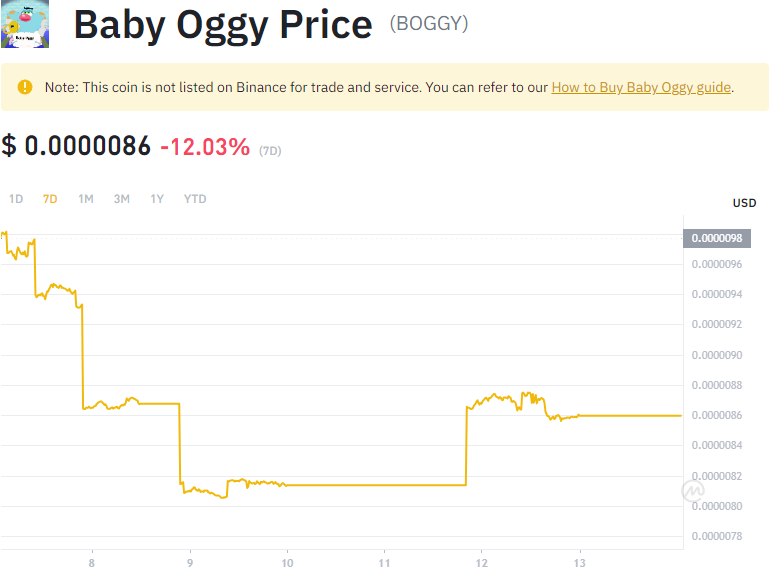 Baby Oggy Price (BOGGY)
Note: This coin is not listed on Binance for trade and service. You can refer to our How to Buy Baby Oggy guide.
$ 0.0000086 -12.03% (7D)
1D 7D 1M 3M 1Y YTD
USD
0.0000098
0.0000096
0.0000094
0.0000092
0.0000090
0.0000088
0.0000086
0.0000084
0.0000082
0.0000080
0.0000078
8 9 10 11 12 13